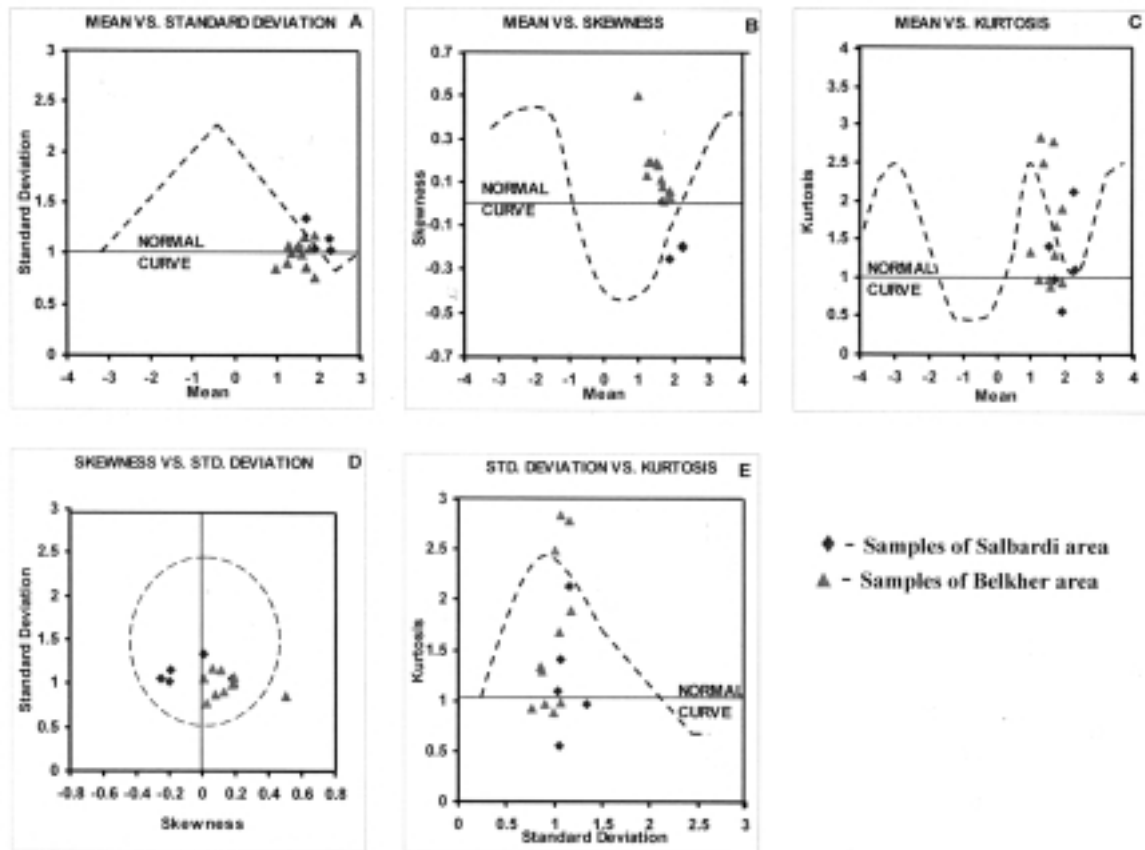 MEAN VS. STANDARD DEVIATION A
3
2.5
2
1.5
1
0.5
0
Standard Deviation
NORMAL
CURVE
-4 -3 -2 -1 0 1 2 3
Mean
MEAN VS. SKEWNESS B
0.7
0.5
0.3
0.1
-0.1
-0.3
-0.5
-0.7
Skewness
NORMAL
CURVE
-4 -3 -2 -1 0 1 2 3 4
Mean
MEAN VS. KURTOSIS C
4
3.5
3
2.5
2
1.5
1
0.5
0
Kurtosis
NORMAL
CURVE
-4 -3 -2 -1 0 1 2 3 4
Mean
SKEWNESS VS. STD. DEVIATION D
3
2.5
2
1.5
1
0.5
0
Standard Deviation
-0.8 -0.6 -0.4 -0.2 0 0.2 0.4 0.6 0.8
Skewness
STD. DEVIATION VS. KURTOSIS E
3
2.5
2
1.5
1
0.5
0
Kurtosis
NORMAL
CURVE
0 0.5 1 1.5 2 2.5 3
Standard Deviation
- Samples of Salbardi area
- Samples of Belkher area